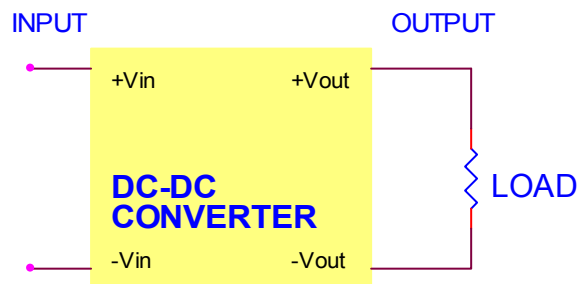 INPUT OUTPUT
+Vin +Vout
DC-DC
CONVERTER
LOAD
-Vin -Vout